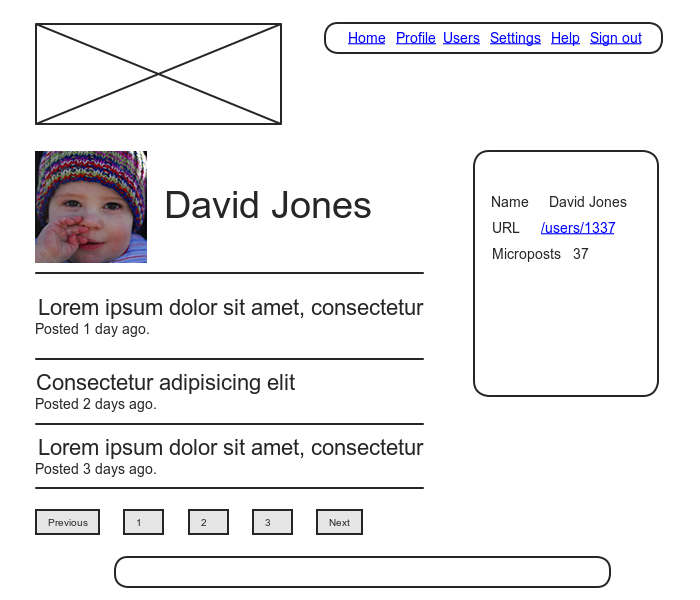 Home Profile Users Settings Help Sign out
David Jones
Name David Jones
URL /users/1337
Microposts 37
Lorem ipsum dolor sit amet, consectetur
Posted 1 day ago.
Consectetur adipisicing elit
Posted 2 days ago.
Lorem ipsum dolor sit amet, consectetur
Posted 3 days ago.
Previous 1 2 3 Next